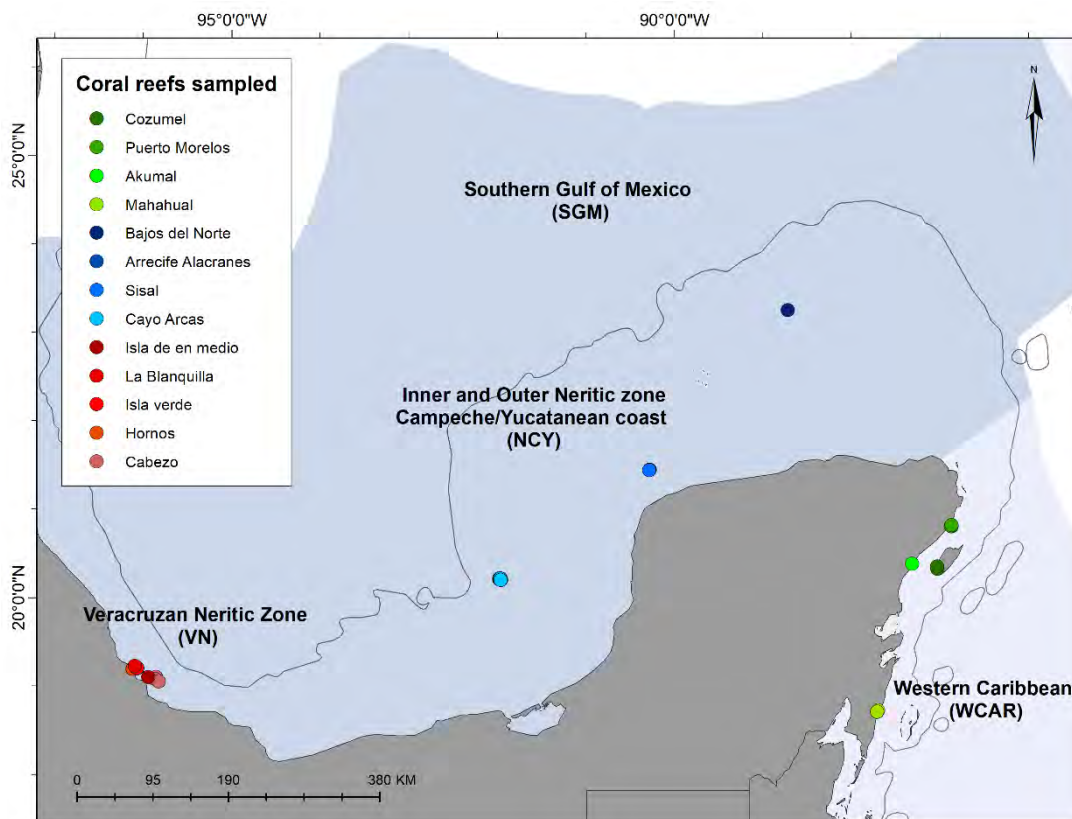 95°0'0"W
90°0'0"W
Coral reefs sampled
Cozumel
Puerto Morelos
Akumal
Mahahual
Bajos del Norte
Arrecife Alacranes
Sisal
Cayo Arcas
Isla de en medio
La Blanquilla
Isla verde
Hornos
Cabezo
N
25°0'0"N
Southern Gulf of Mexico
(SGM)
Inner and Outer Neritic zone
Campeche/Yucatanean coast
(NCY)
20°0'0"N
Veracruzan Neritic Zone
(VN)
Western Caribbean
(WCAR)
0 95 190 380 KM